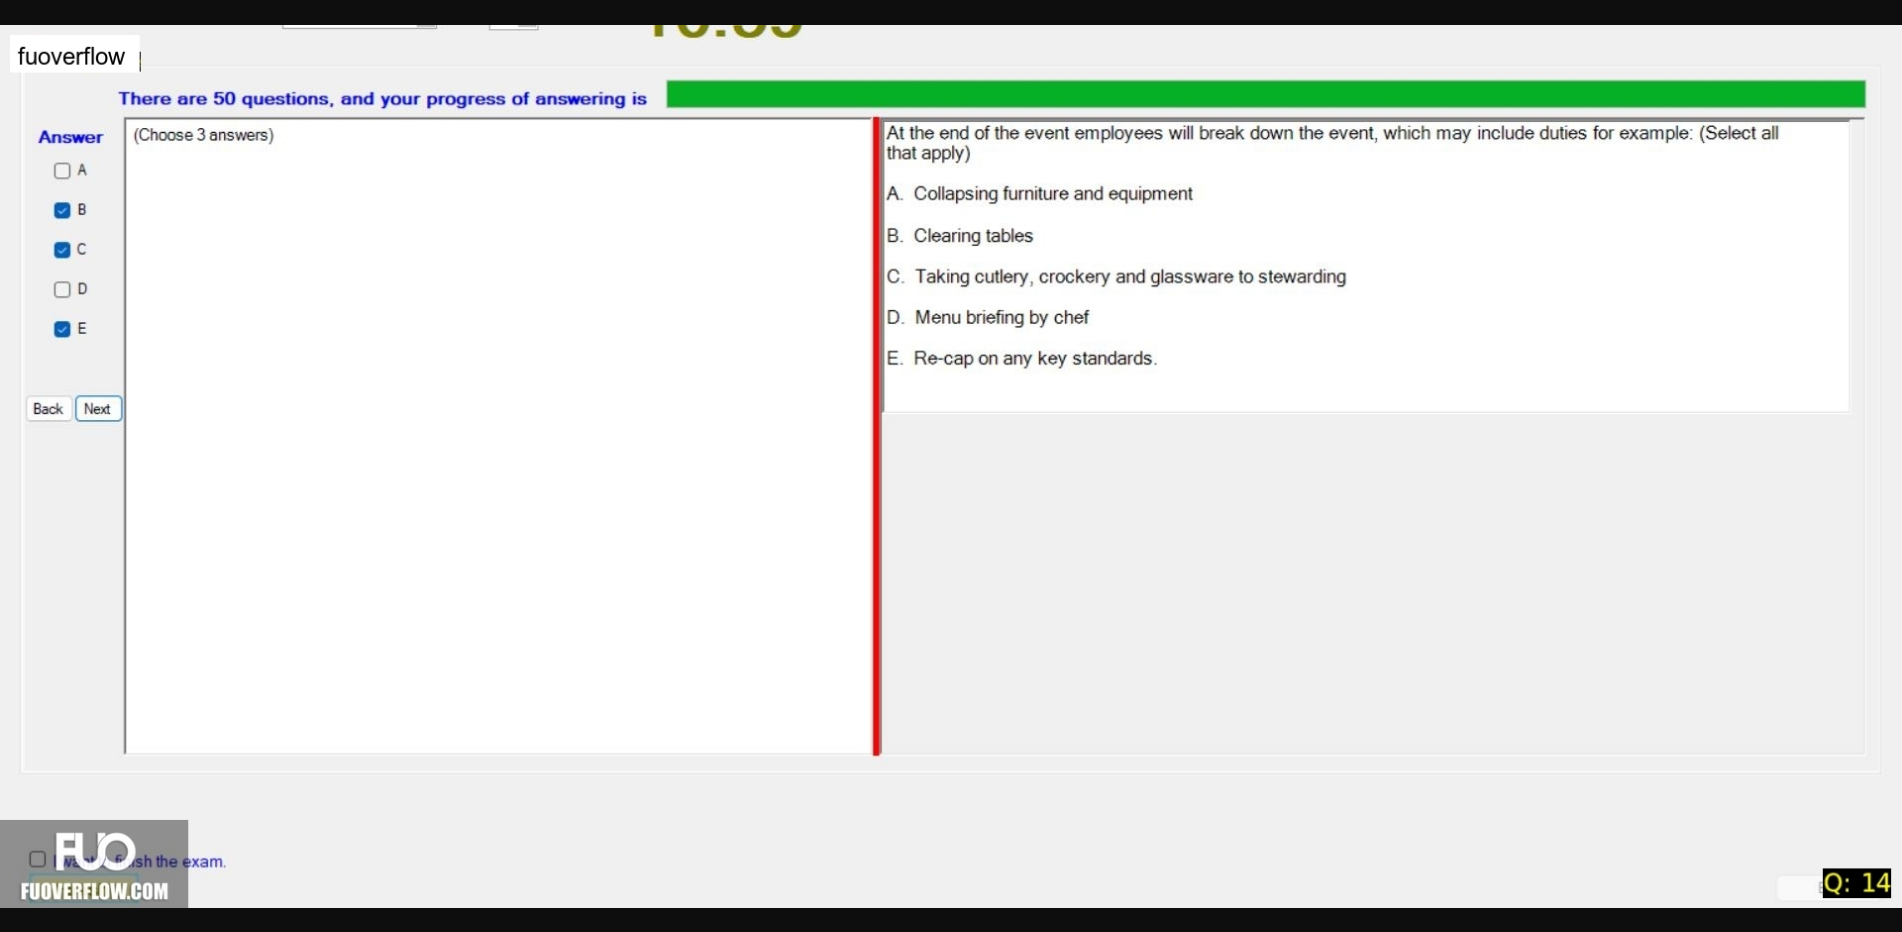 fuoverflow
There are 50 questions, and your progress of answering is
Answer
A
B
C
D
E
Back Next
(Choose 3 answers)
At the end of the event employees will break down the event, which may include duties for example: (Select all
that apply)
A. Collapsing furniture and equipment
B. Clearing tables
C. Taking cutlery, crockery and glassware to stewarding
D. Menu briefing by chef
E. Re-cap on any key standards.
FUO
the exam.
FUOVERFLOW.COM
Q: 14